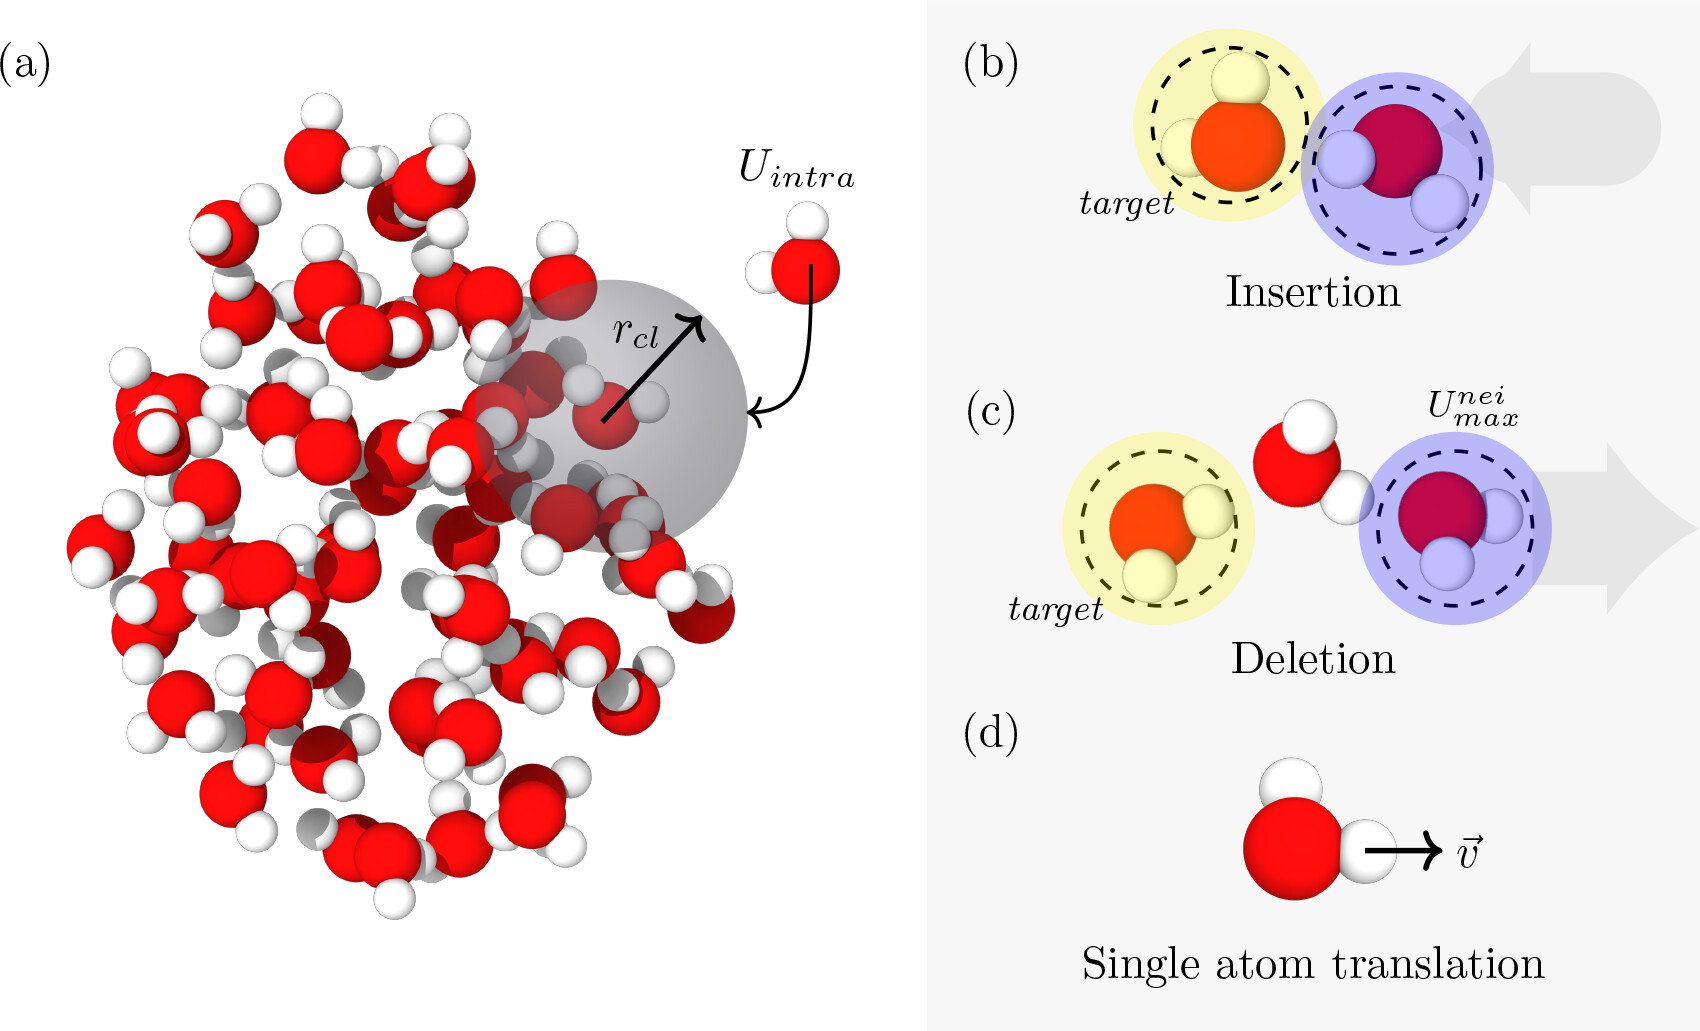 (a)
U_{intra}
r_{cl}
(b)
target
Insertion
(c)
U_{max}^{nei}
target
Deletion
(d)
\vec{v}
Single atom translation